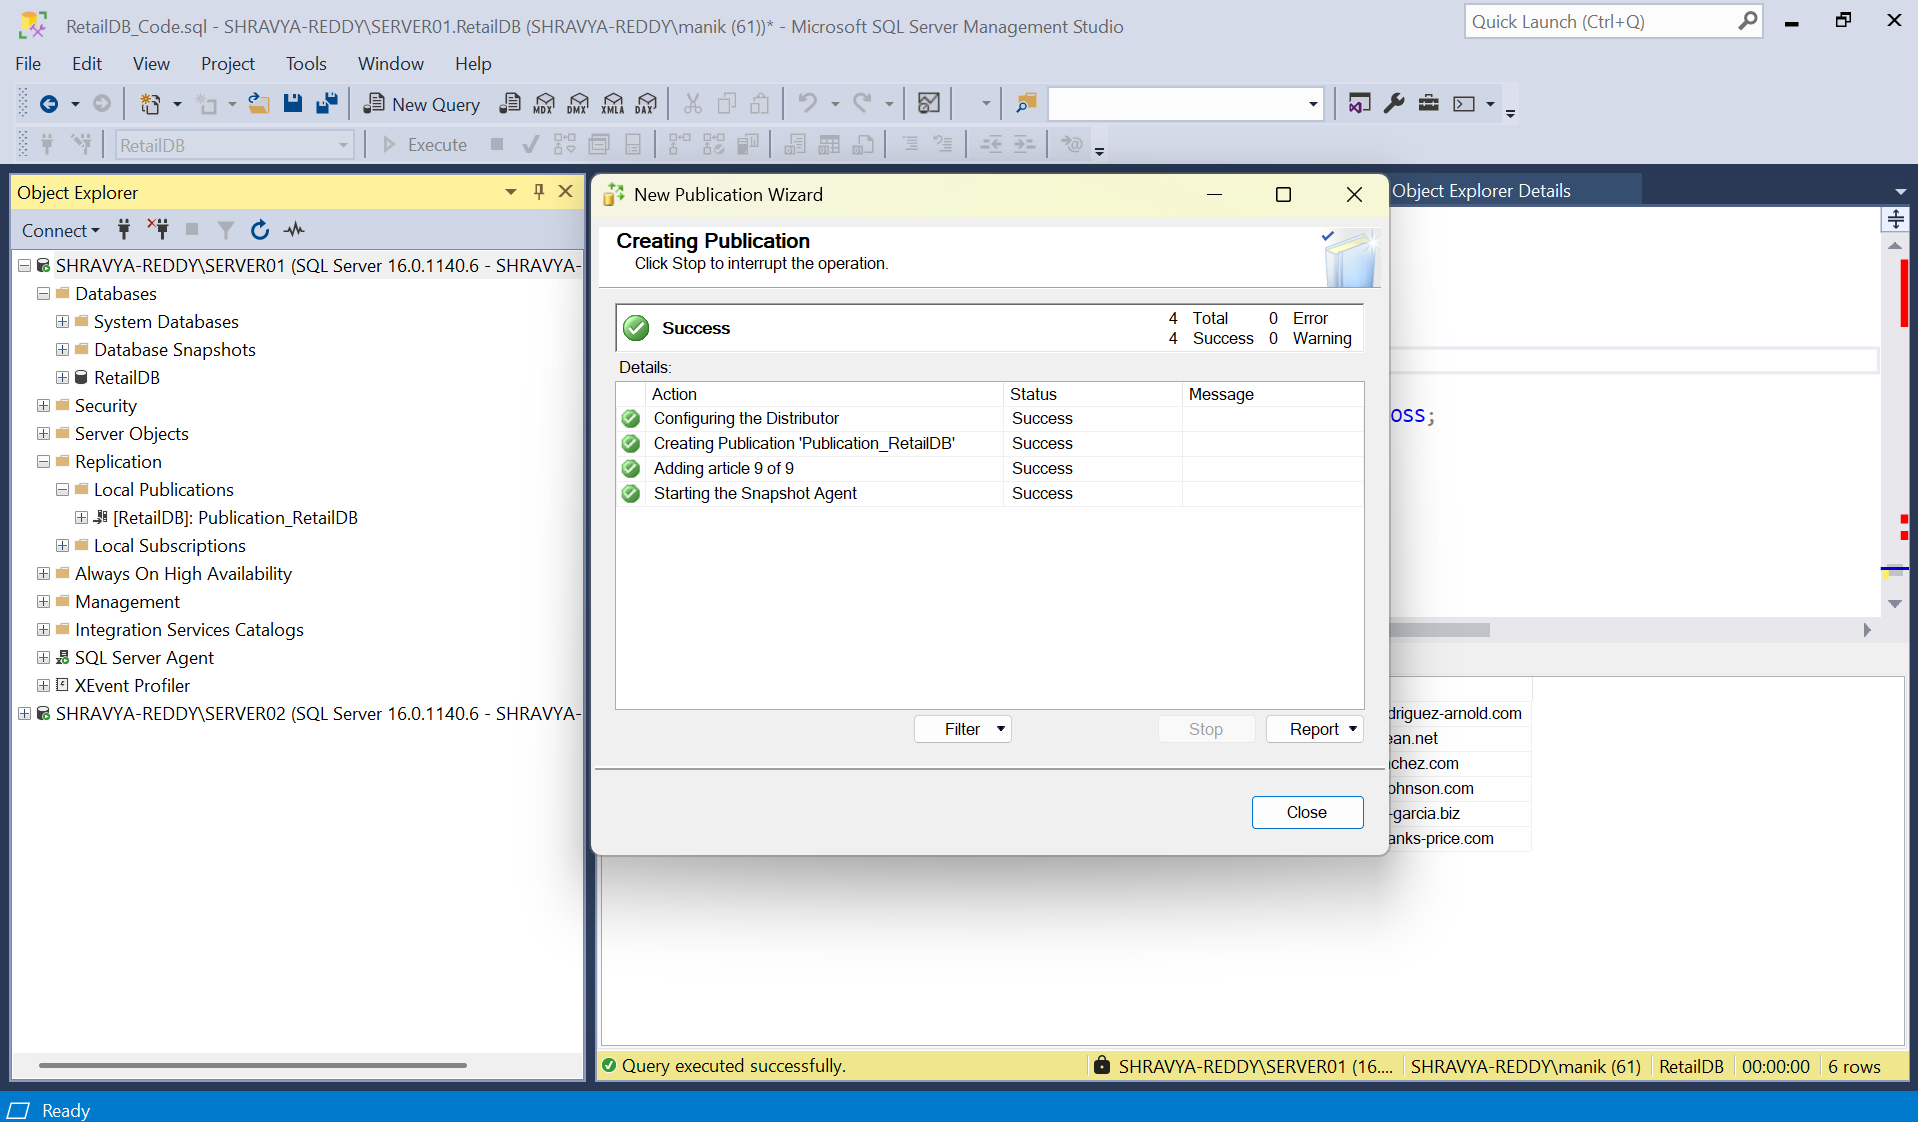 RetailDB_Code.sql - SHRAVYA-REDDY\SERVER01.RetailDB (SHRAVYA-REDDY\manik (61))* - Microsoft SQL Server Management Studio
Quick Launch (Ctrl+Q)
File Edit View Project Tools Window Help
New Query MDX DMX XMLA DAX
RetailDB Execute
Object Explorer
Connect
SHRAVYA-REDDY\SERVER01 (SQL Server 16.0.1140.6 - SHRAVYA-
Databases
System Databases
Database Snapshots
RetailDB
Security
Server Objects
Replication
Local Publications
[RetailDB]: Publication_RetailDB
Local Subscriptions
Always On High Availability
Management
Integration Services Catalogs
SQL Server Agent
XEvent Profiler
SHRAVYA-REDDY\SERVER02 (SQL Server 16.0.1140.6 - SHRAVYA-
New Publication Wizard
Creating Publication
Click Stop to interrupt the operation.
Success
4 Total 0 Error
4 Success 0 Warning
Details:
Action Status Message
Configuring the Distributor Success
Creating Publication 'Publication_RetailDB' Success
Adding article 9 of 9 Success
Starting the Snapshot Agent Success
Filter Stop Report
Close
Object Explorer Details
oss;
driguez-arnold.com
ean.net
chez.com
ohnson.com
-garcia.biz
anks-price.com
Query executed successfully. SHRAVYA-REDDY\SERVER01 (16.... SHRAVYA-REDDY\manik (61) RetailDB 00:00:00 6 rows
Ready